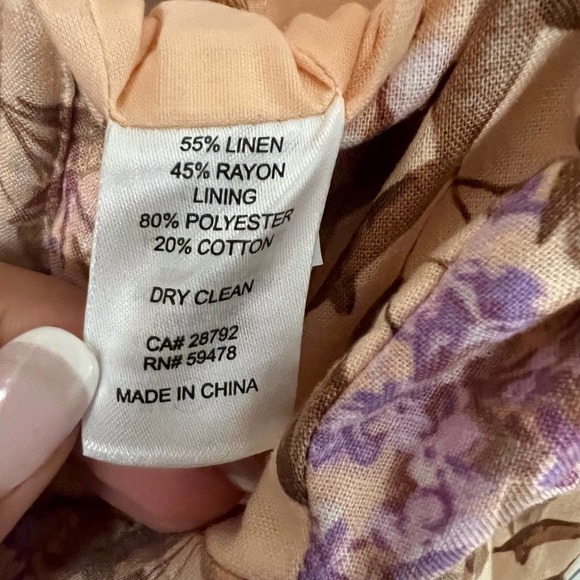 55% LINEN
45% RAYON
LINING
80% POLYESTER
20% COTTON
DRY CLEAN
CA# 28792
RN# 59478
MADE IN CHINA